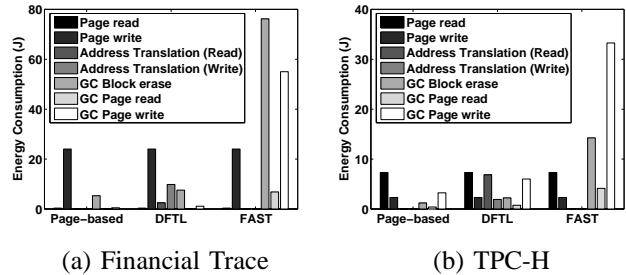 Energy Consumption (J)
80
60
40
20
0
Page read
Page write
Address Translation (Read)
Address Translation (Write)
GC Block erase
GC Page read
GC Page write
Page-based DFTL FAST
(a) Financial Trace
Energy Consumption (J)
40
30
20
10
0
Page read
Page write
Address Translation (Read)
Address Translation (Write)
GC Block erase
GC Page read
GC Page write
Page-based DFTL FAST
(b) TPC-H